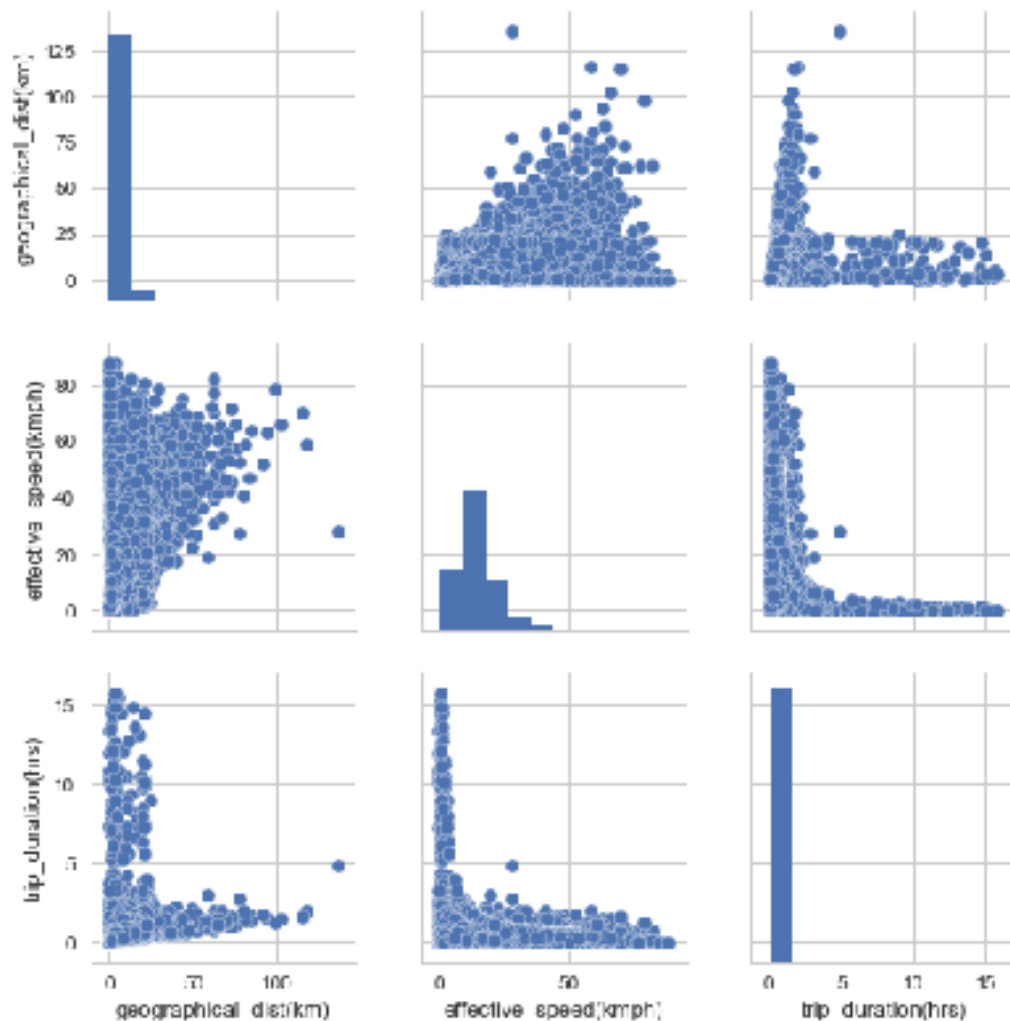 geographical_dist(km)
125
100
75
50
25
0
effective_speed(kmph)
80
60
40
20
0
trip_duration(hrs)
15
10
5
0
0 50 100
0 50
0 5 10 15
geographical_dist(km) effective_speed(kmph) trip_duration(hrs)